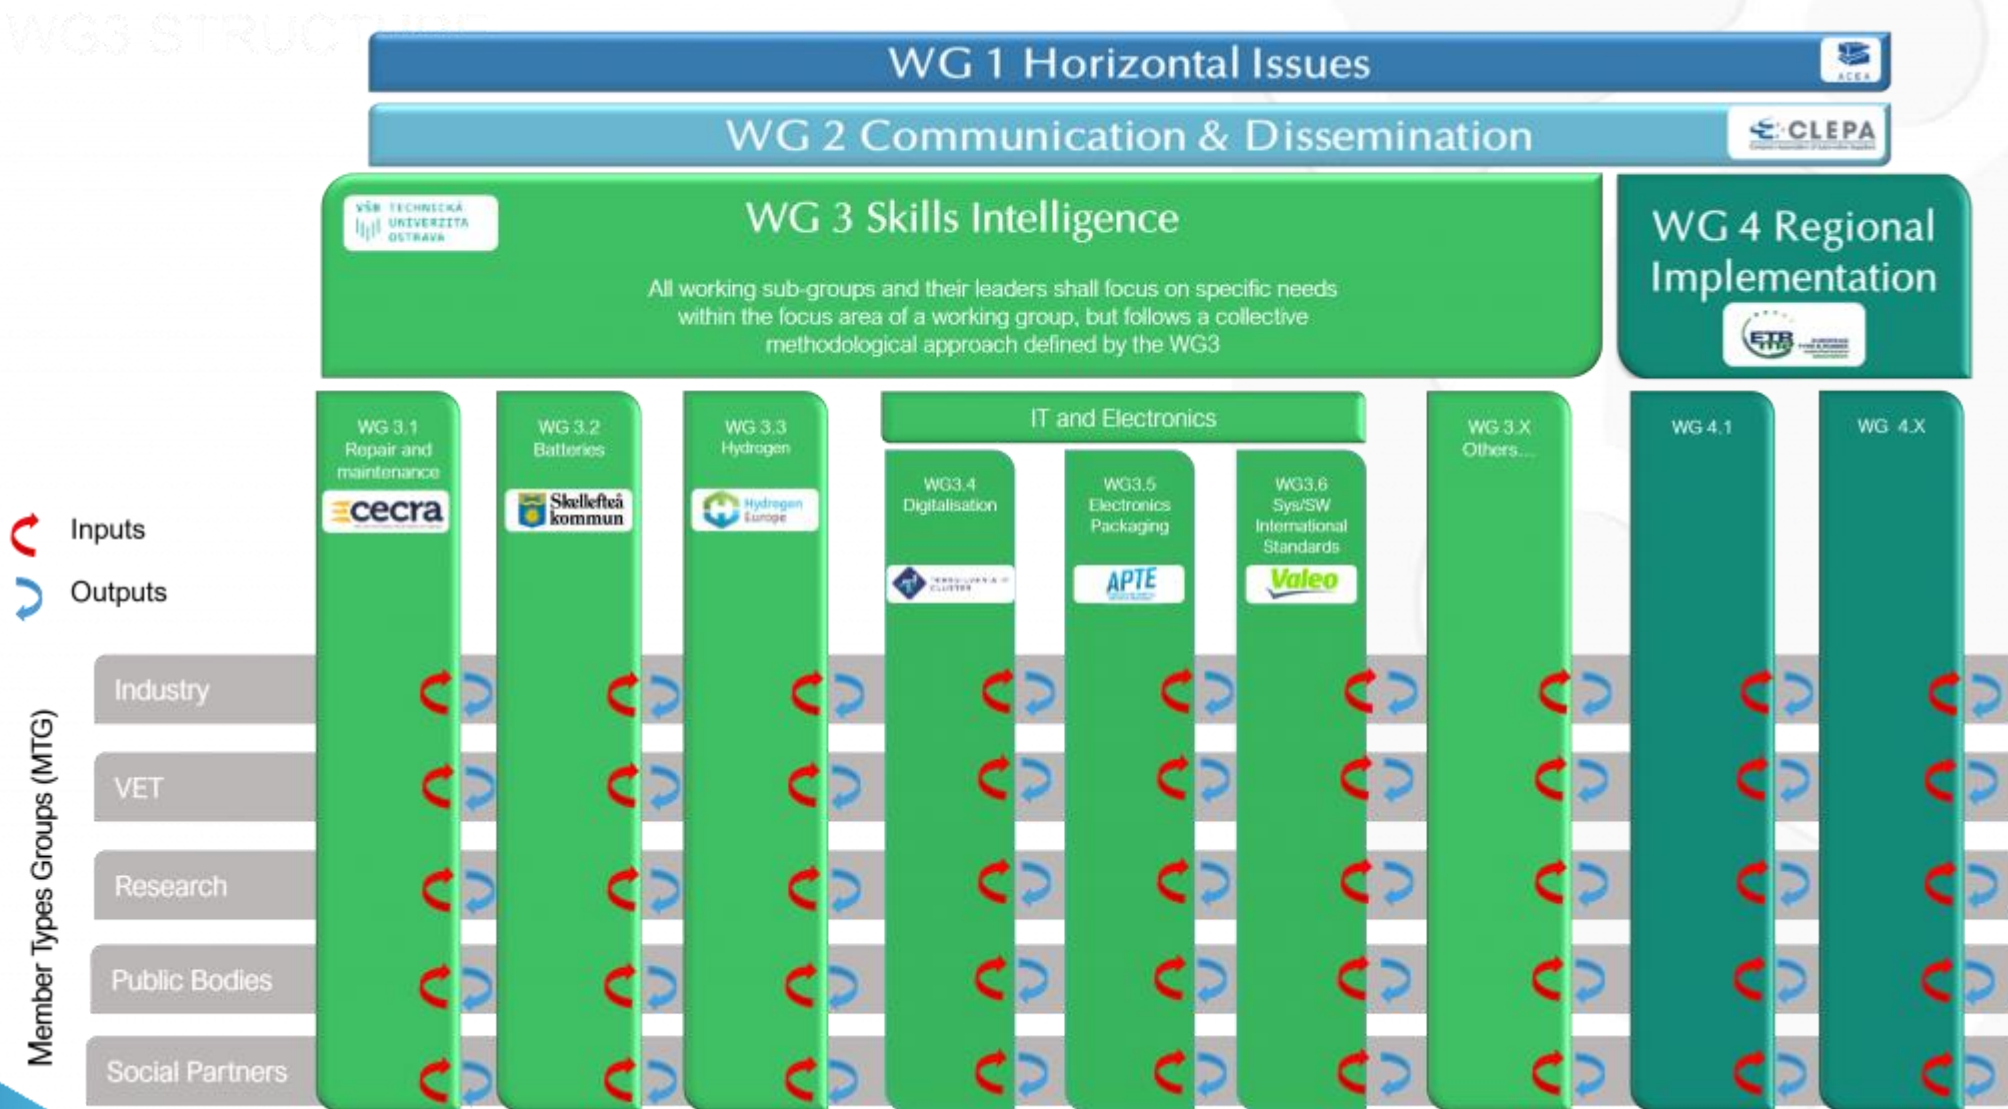 WG3 STRUCTURE
WG 1 Horizontal Issues
ACEA
WG 2 Communication & Dissemination
CLEPA
VŠB TECHNICKÁ
UNIVERZITA
OSTRAVA
WG 3 Skills Intelligence
All working sub-groups and their leaders shall focus on specific needs
within the focus area of a working group, but follows a collective
methodological approach defined by the WG3
WG 4 Regional
Implementation
ETR
WG 3.1
Repair and
maintenance
cecra
WG 3.2
Batteries
Skellefteå
kommun
WG 3.3
Hydrogen
Hydrogen
Europe
IT and Electronics
WG3.4
Digitalisation
TRANSILVANIA IT
CLUSTER
WG3.5
Electronics
Packaging
APTE
WG3.6
Sys/SW
International
Standards
Valeo
WG 3.X
Others...
WG 4.1
WG 4.X
Inputs
Outputs
Member Types Groups (MTG)
Industry
VET
Research
Public Bodies
Social Partners